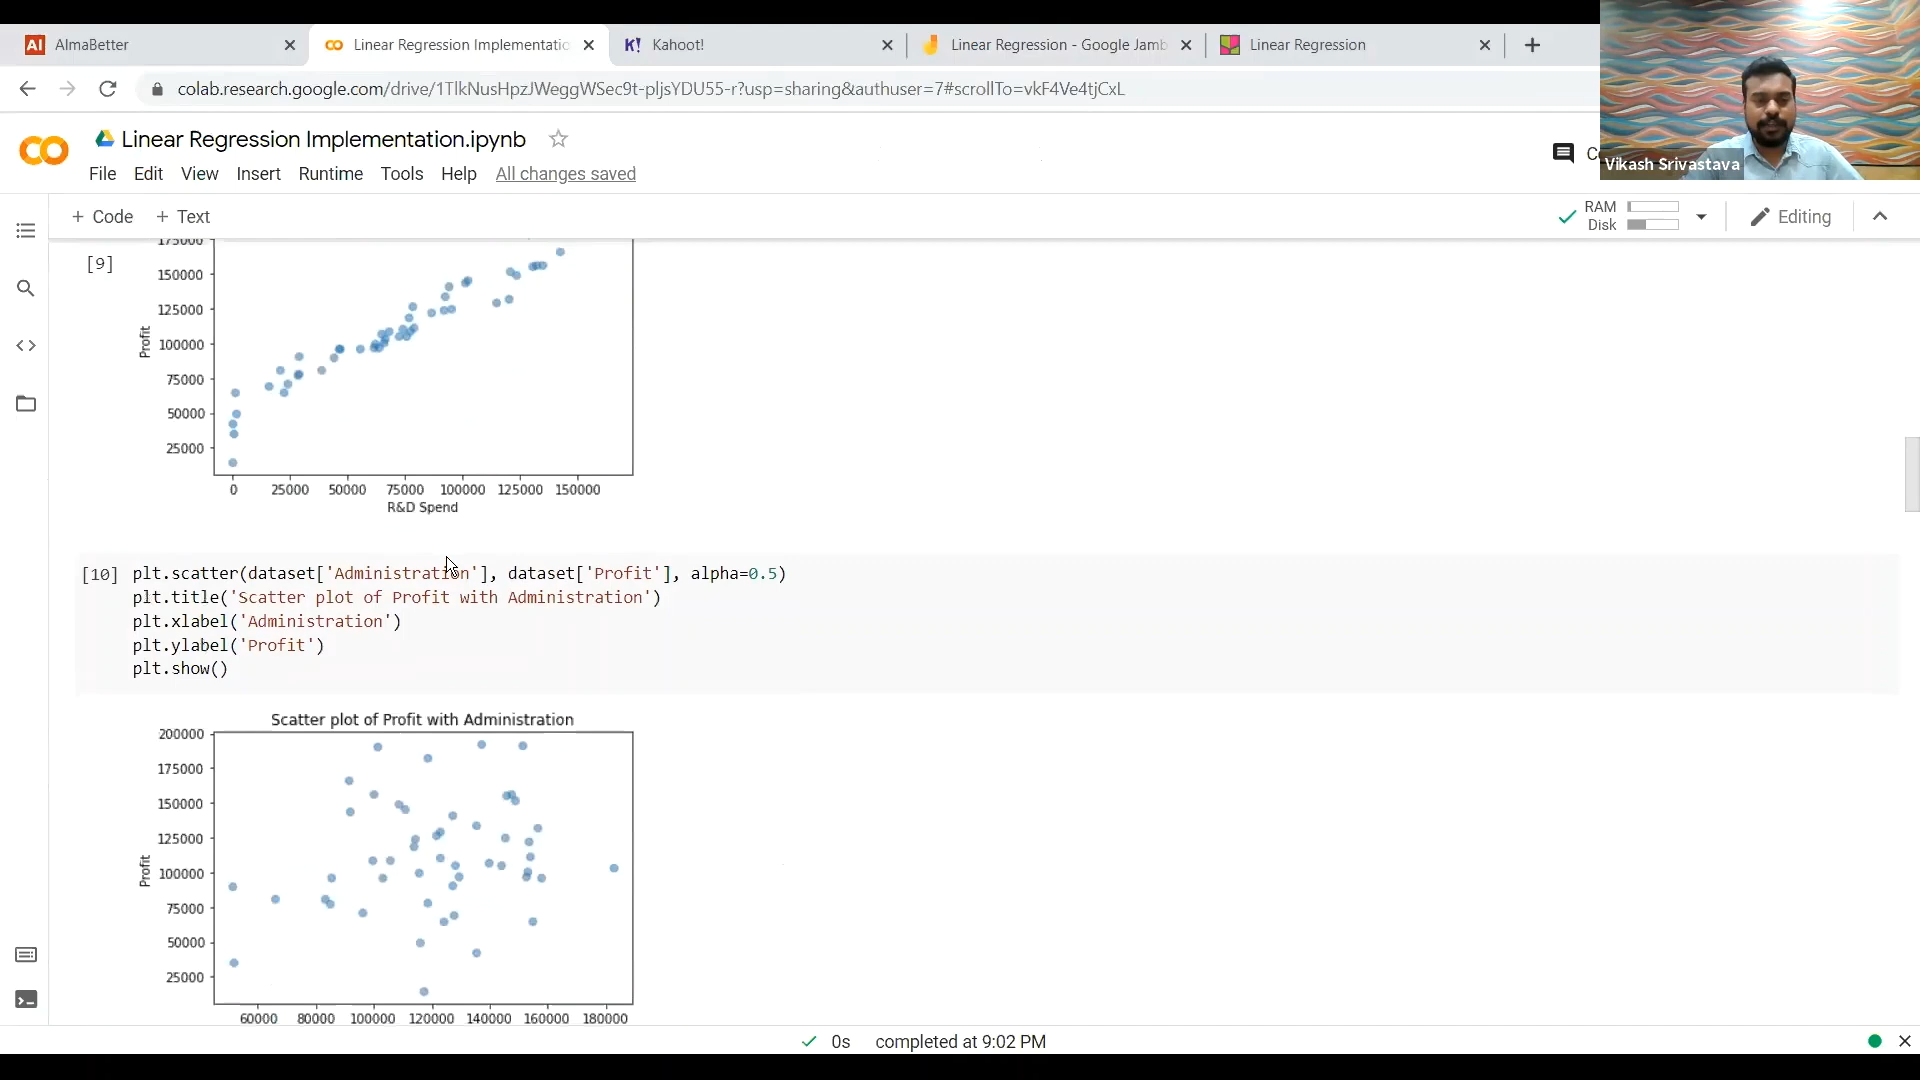 AlmaBetter
Linear Regression Implementatio
Kahoot!
Linear Regression - Google Jamb
Linear Regression
colab.research.google.com/drive/1TlkNusHpzJWeggWSec9t-pljsYDU55-r?usp=sharing&authuser=7#scrollTo=vkF4Ve4tjCxL
Linear Regression Implementation.ipynb
File Edit View Insert Runtime Tools Help All changes saved
Vikash Srivastava
+ Code + Text
RAM
Disk
Editing
[9]
175000
150000
125000
100000
75000
50000
25000
Profit
0 25000 50000 75000 100000 125000 150000
R&D Spend
[10] plt.scatter(dataset['Administration'], dataset['Profit'], alpha=0.5)
plt.title('Scatter plot of Profit with Administration')
plt.xlabel('Administration')
plt.ylabel('Profit')
plt.show()
Scatter plot of Profit with Administration
200000
175000
150000
125000
100000
75000
50000
25000
Profit
60000 80000 100000 120000 140000 160000 180000
0s completed at 9:02 PM